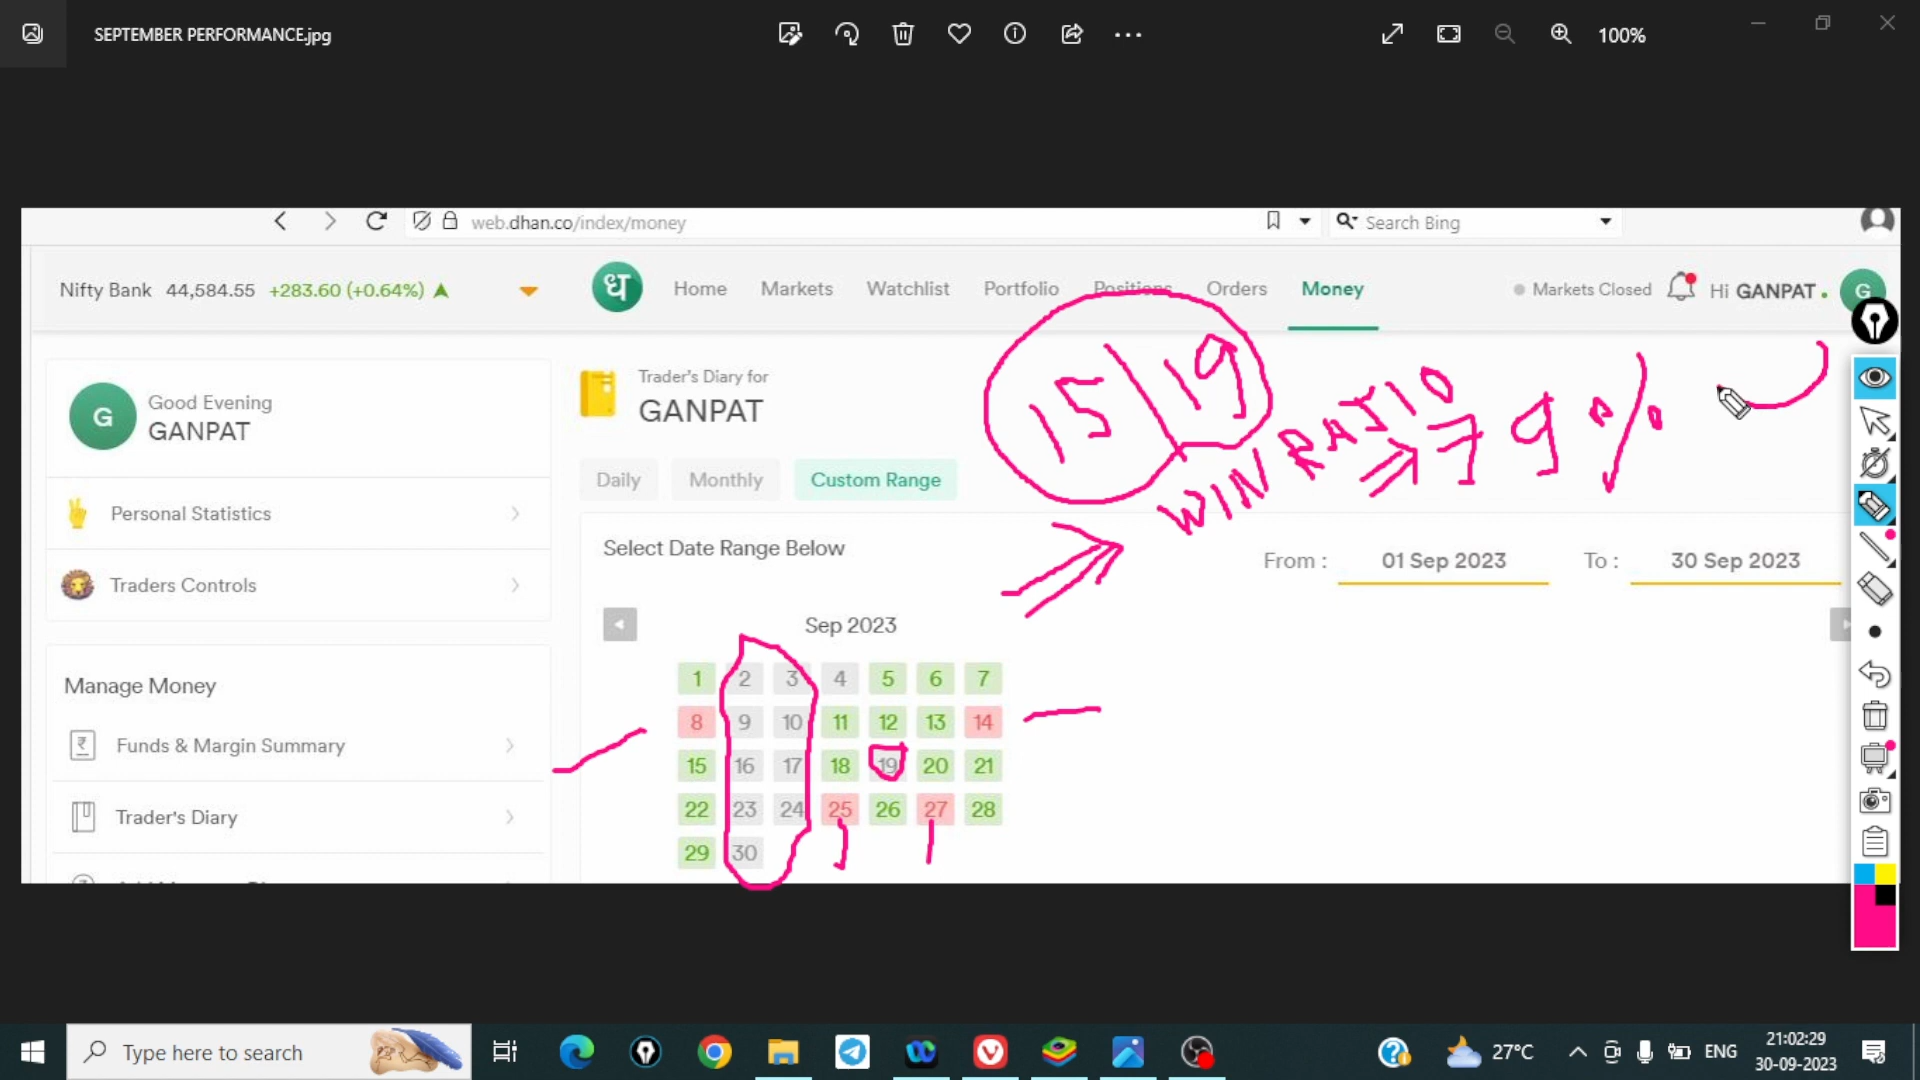 SEPTEMBER PERFORMANCE.jpg
100%
web.dhan.co/index/money
Search Bing
Nifty Bank 44,584.55 +283.60 (+0.64%)
ध
Home Markets Watchlist Portfolio Positions Orders Money
Markets Closed
Hi GANPAT
G
G
Good Evening
GANPAT
Personal Statistics
Traders Controls
Manage Money
Funds & Margin Summary
Trader's Diary
Trader's Diary for
GANPAT
Daily Monthly Custom Range
15/19
WIN RATIO
⇒ 79%
Select Date Range Below
From : 01 Sep 2023 To : 30 Sep 2023
Sep 2023
1 2 3 4 5 6 7
8 9 10 11 12 13 14
15 16 17 18 19 20 21
22 23 24 25 26 27 28
29 30
Type here to search
27°C
ENG
21:02:29
30-09-2023